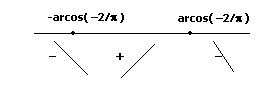 -arcos(-2/π) arcos(-2/π)
- + -